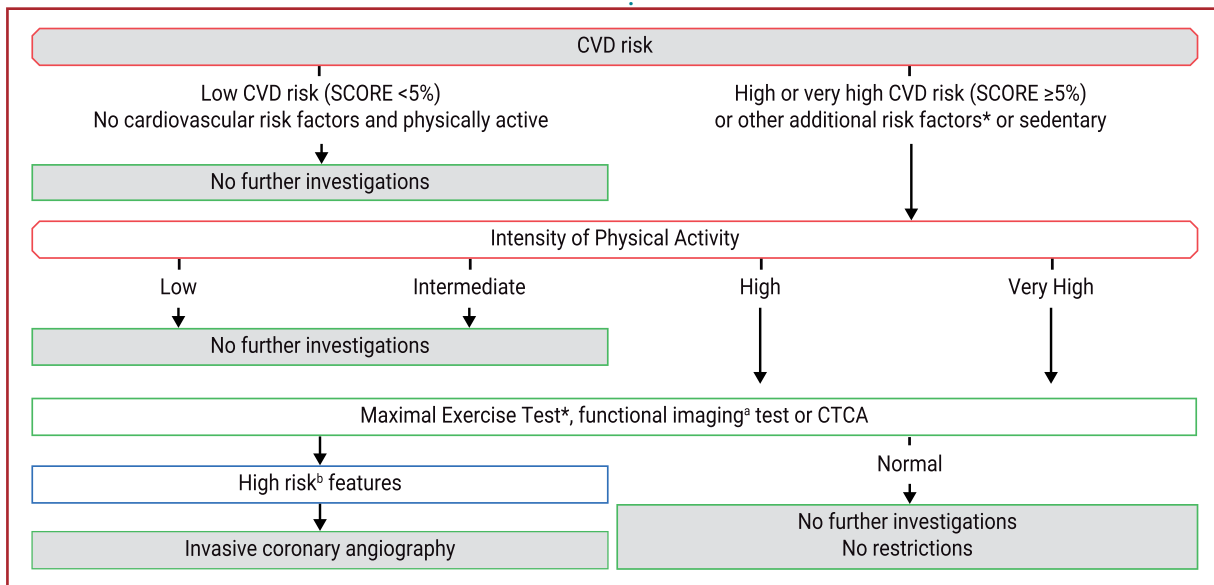 CVD risk
Low CVD risk (SCORE <5%)
No cardiovascular risk factors and physically active
High or very high CVD risk (SCORE ≥5%)
or other additional risk factors* or sedentary
No further investigations
Intensity of Physical Activity
Low
Intermediate
High
Very High
No further investigations
Maximal Exercise Test*, functional imagingᵃ test or CTCA
High riskᵇ features
Normal
Invasive coronary angiography
No further investigations
No restrictions